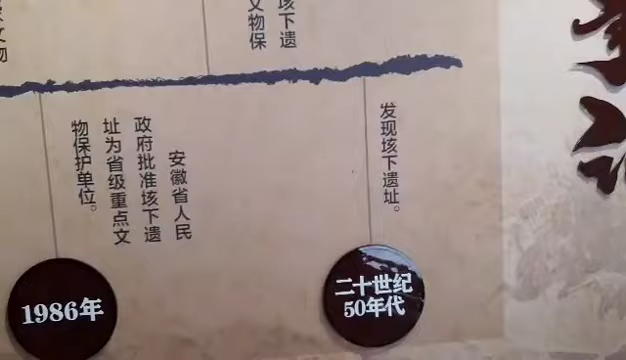 垓下遗
文物保
文物
发现垓下遗址。
二十世纪
50年代
安徽省人民
政府批准垓下遗
址为省级重点文
物保护单位。
1986年